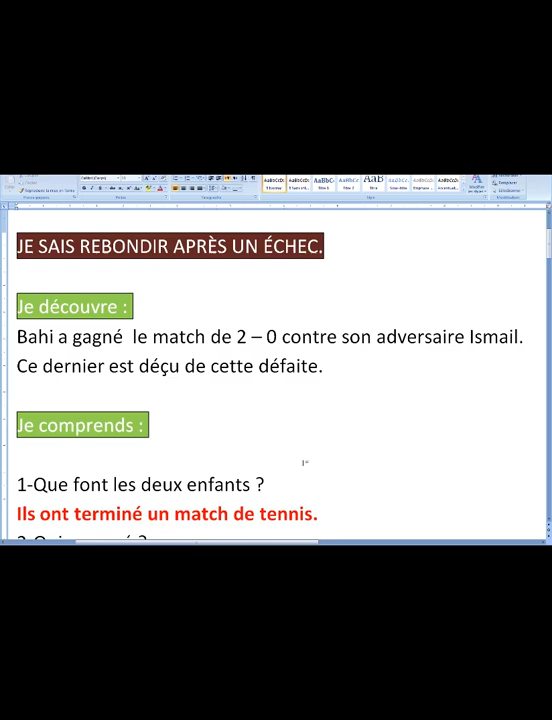 JE SAIS REBONDIR APRÈS UN ÉCHEC.
Je découvre :
Bahi a gagné le match de 2 – 0 contre son adversaire Ismail.
Ce dernier est déçu de cette défaite.
Je comprends :
1-Que font les deux enfants ?
Ils ont terminé un match de tennis.